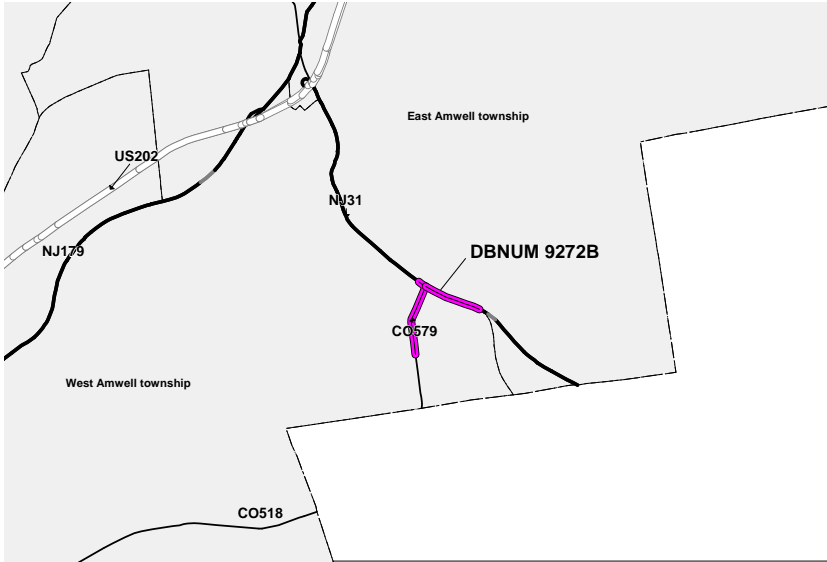 East Amwell township
US202
NJ31
NJ179
DBNUM 9272B
CO579
West Amwell township
CO518